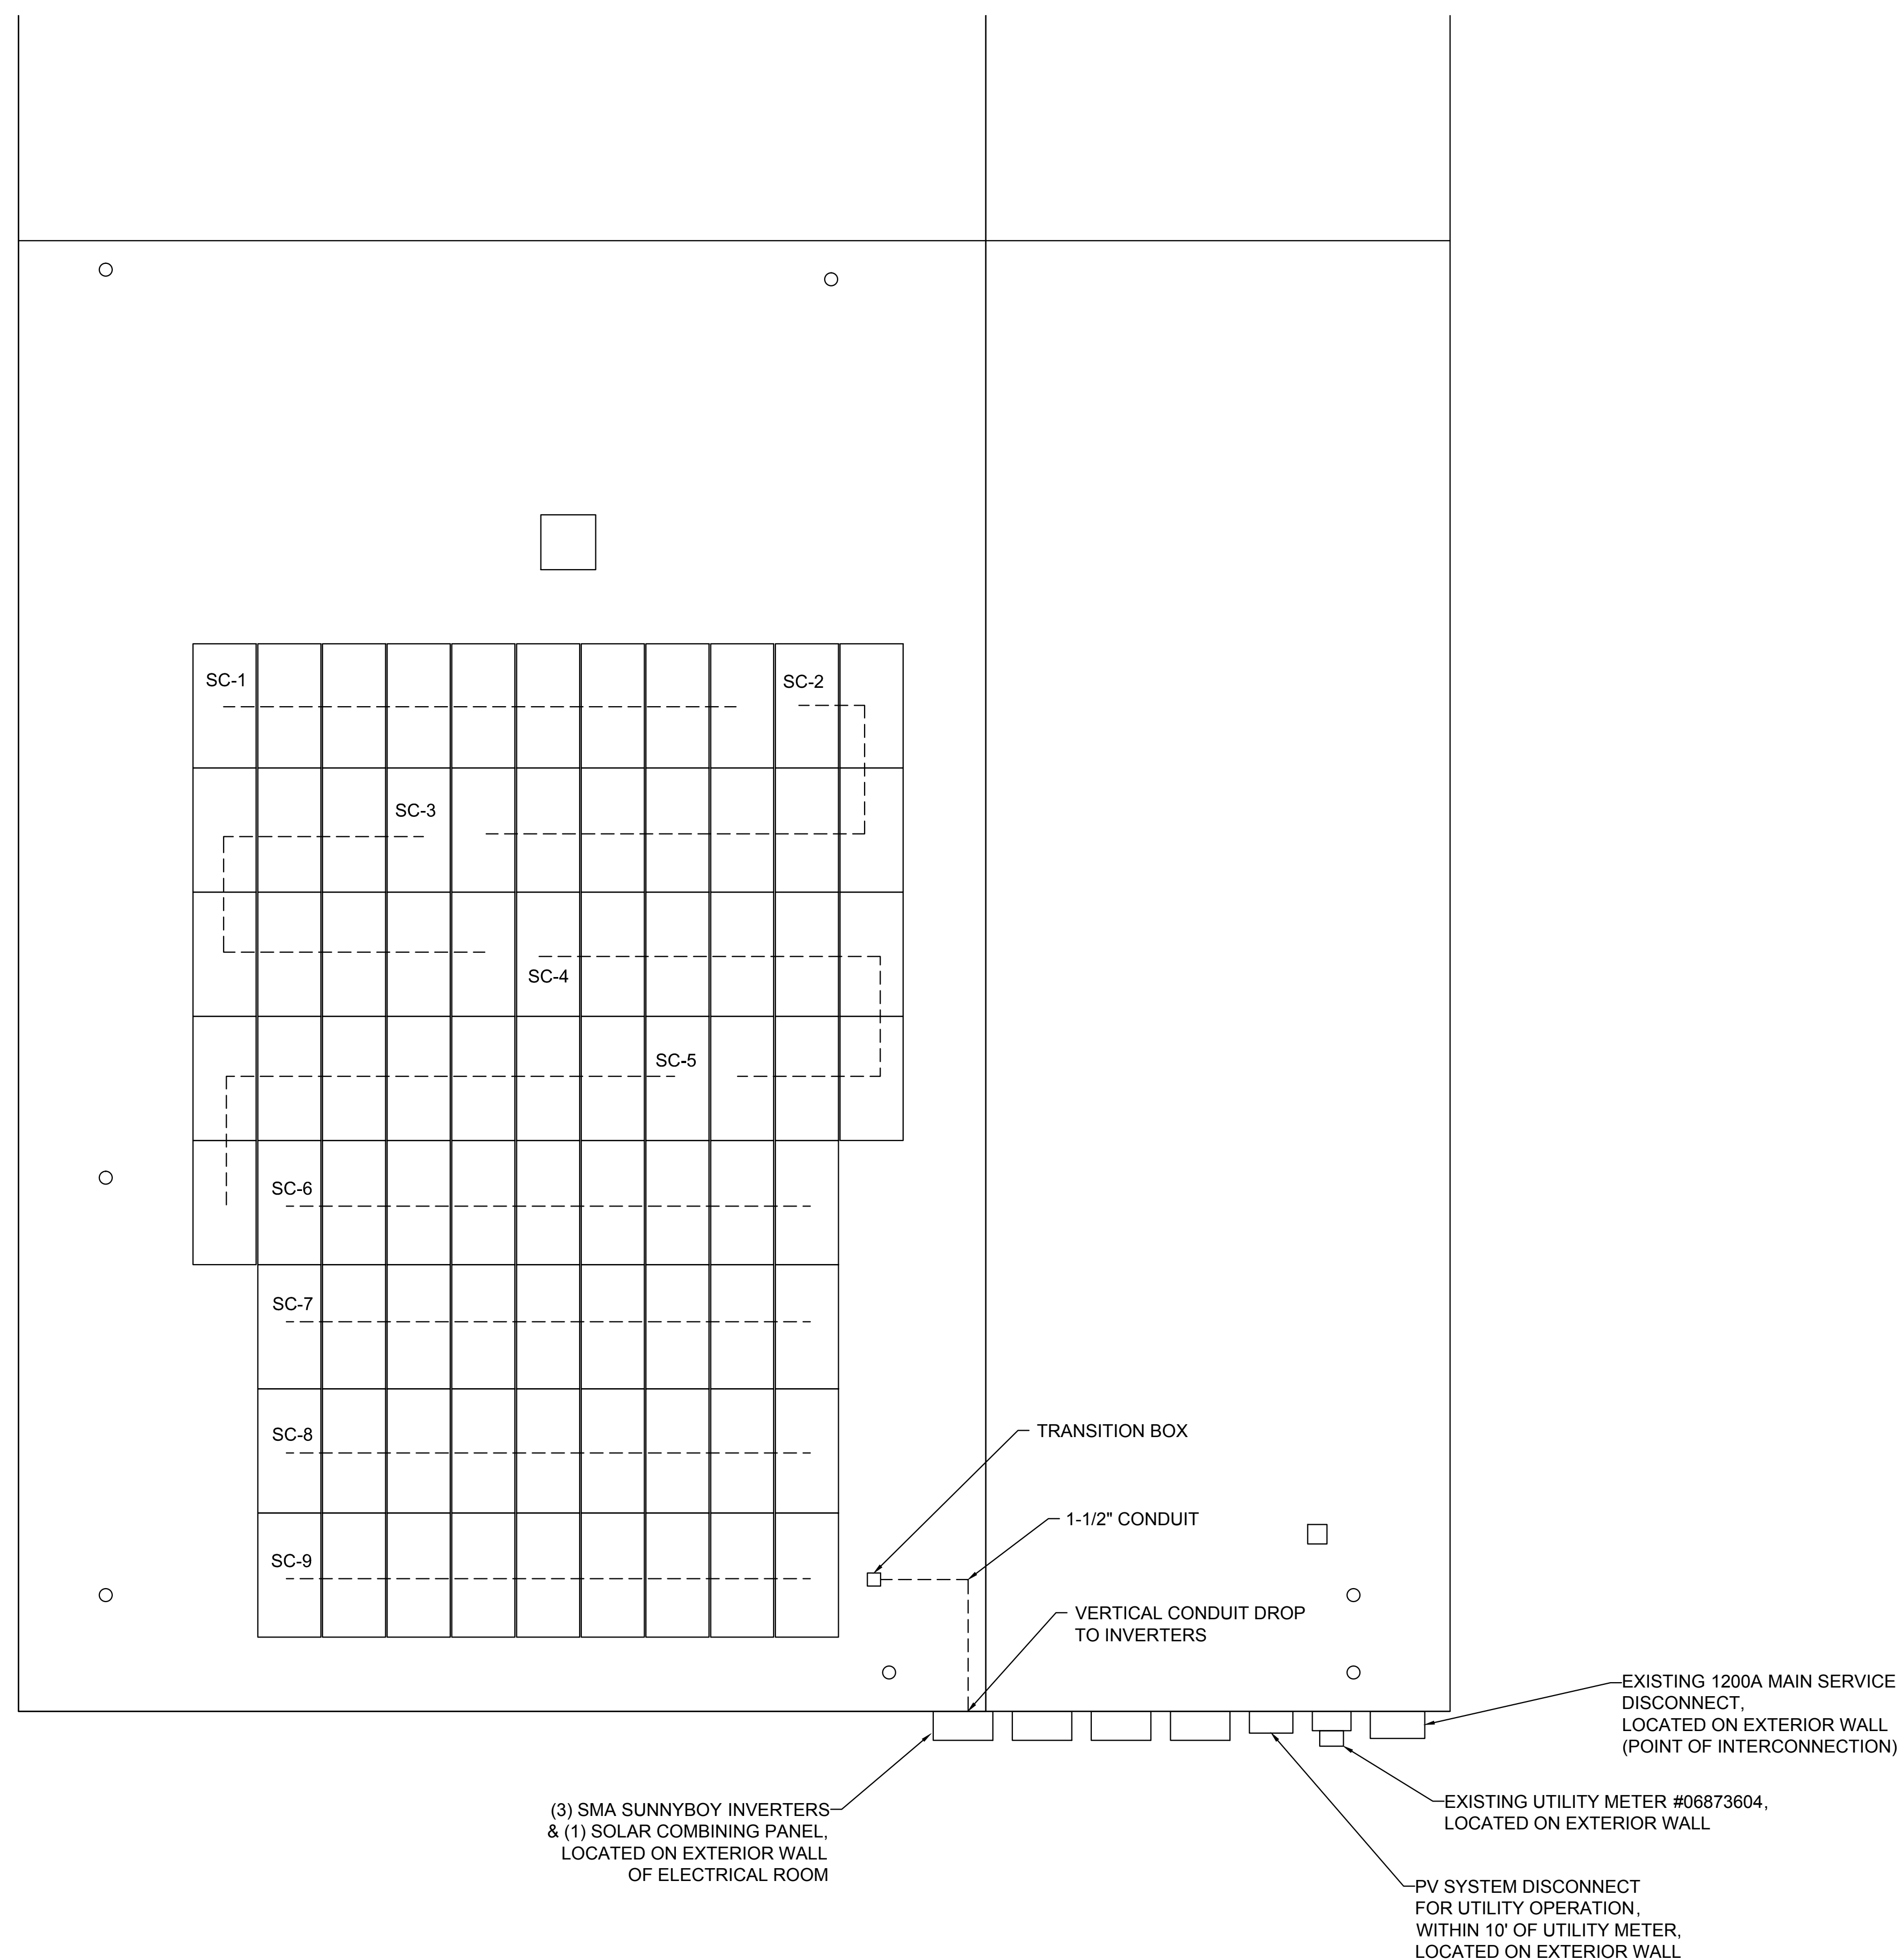 SC-1
SC-2
SC-3
SC-4
SC-5
SC-6
SC-7
SC-8
SC-9
TRANSITION BOX
1-1/2" CONDUIT
VERTICAL CONDUIT DROP
TO INVERTERS
EXISTING 1200A MAIN SERVICE
DISCONNECT,
LOCATED ON EXTERIOR WALL
(POINT OF INTERCONNECTION)
(3) SMA SUNNYBOY INVERTERS
& (1) SOLAR COMBINING PANEL,
LOCATED ON EXTERIOR WALL
OF ELECTRICAL ROOM
EXISTING UTILITY METER #06873604,
LOCATED ON EXTERIOR WALL
PV SYSTEM DISCONNECT
FOR UTILITY OPERATION,
WITHIN 10' OF UTILITY METER,
LOCATED ON EXTERIOR WALL